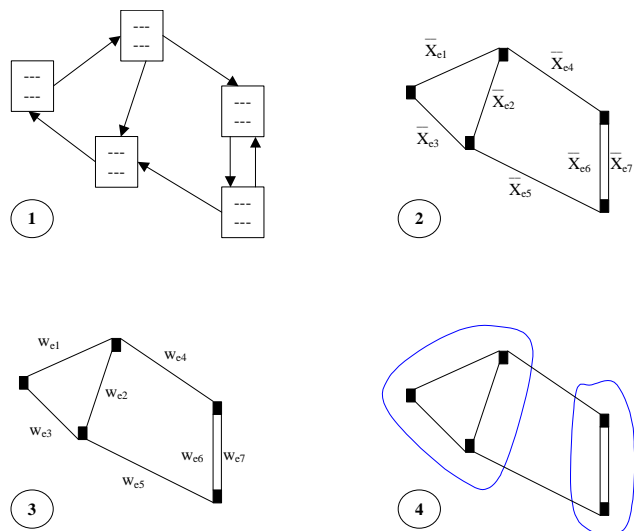 ---
---
---
---
---
---
---
---
---
---
1
X̅e1
X̅e4
X̅e2
X̅e3
X̅e6
X̅e7
X̅e5
2
we1
we4
we2
we3
we6
we7
we5
3
4